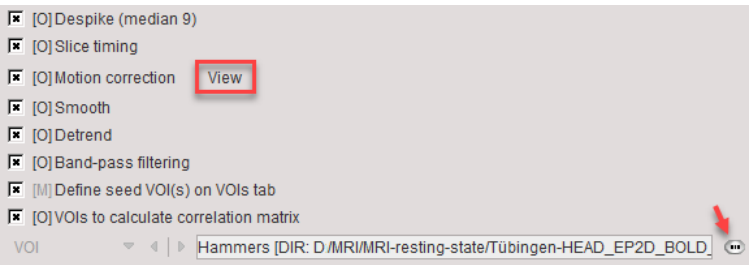 [O] Despike (median 9)
[O] Slice timing
[O] Motion correction View
[O] Smooth
[O] Detrend
[O] Band-pass filtering
[M] Define seed VOI(s) on VOIs tab
[O] VOIs to calculate correlation matrix
VOI Hammers [DIR: D:/MRI/MRI-resting-state/Tübingen-HEAD_EP2D_BOLD_